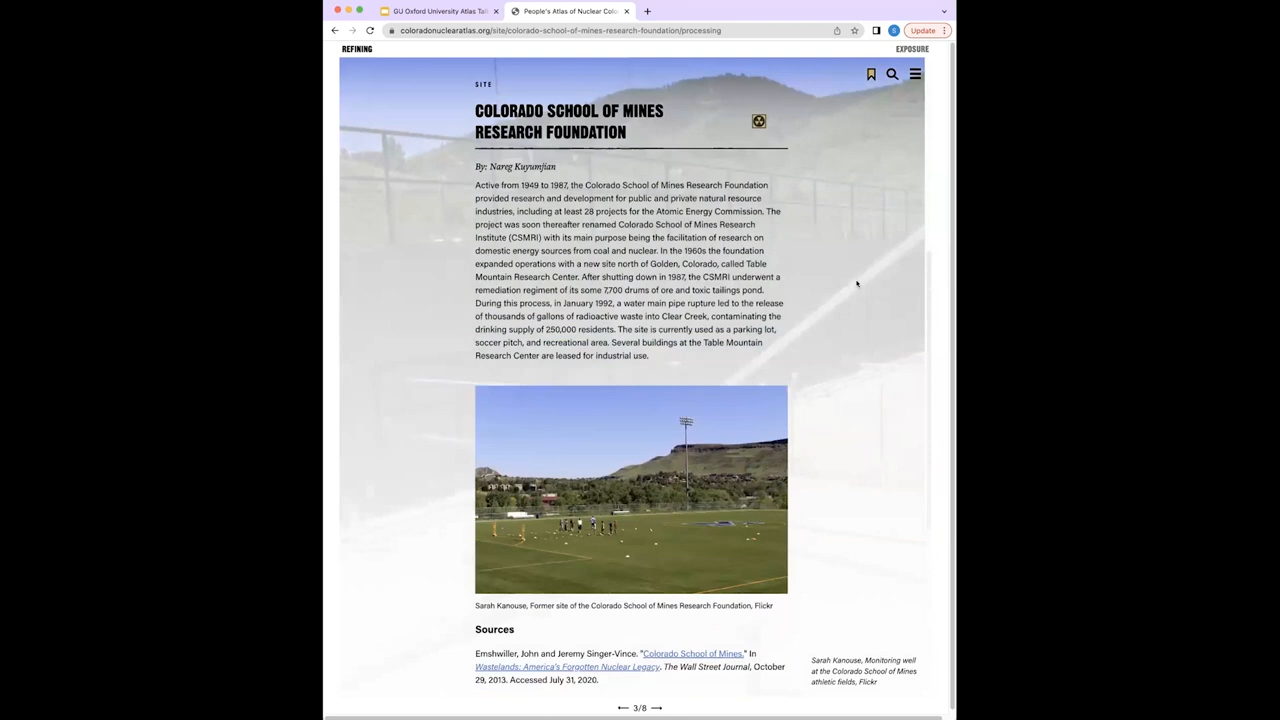 GU Oxford University Atlas Tal
People's Atlas of Nuclear Colo
coloradonuclearatlas.org/site/colorado-school-of-mines-research-foundation/processing
S
Update
REFINING
EXPOSURE
SITE
COLORADO SCHOOL OF MINES
RESEARCH FOUNDATION
By: Nareg Kuyumjian
Active from 1949 to 1987, the Colorado School of Mines Research Foundation
provided research and development for public and private natural resource
industries, including at least 28 projects for the Atomic Energy Commission. The
project was soon thereafter renamed Colorado School of Mines Research
Institute (CSMRI) with its main purpose being the facilitation of research on
domestic energy sources from coal and nuclear. In the 1960s the foundation
expanded operations with a new site north of Golden, Colorado, called Table
Mountain Research Center. After shutting down in 1987, the CSMRI underwent a
remediation regiment of its some 7,700 drums of ore and toxic tailings pond.
During this process, in January 1992, a water main pipe rupture led to the release
of thousands of gallons of radioactive waste into Clear Creek, contaminating the
drinking supply of 250,000 residents. The site is currently used as a parking lot,
soccer pitch, and recreational area. Several buildings at the Table Mountain
Research Center are leased for industrial use.
Sarah Kanouse, Former site of the Colorado School of Mines Research Foundation, Flickr
Sources
Emshwiller, John and Jeremy Singer-Vince. "Colorado School of Mines." In
Wastelands: America's Forgotten Nuclear Legacy. The Wall Street Journal, October
29, 2013. Accessed July 31, 2020.
Sarah Kanouse, Monitoring well
at the Colorado School of Mines
athletic fields, Flickr
3/8